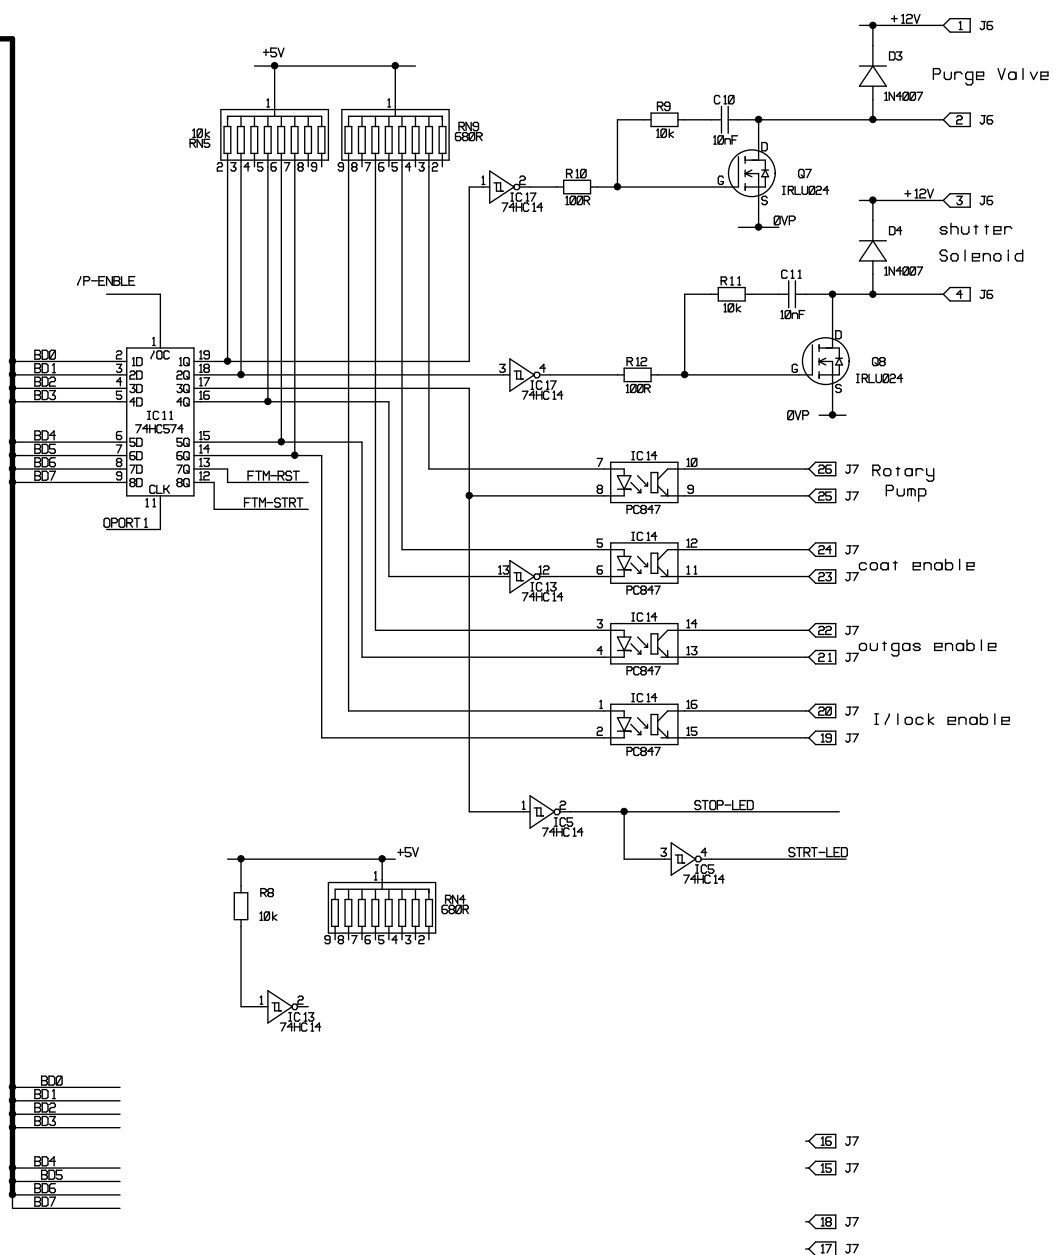 +12V 1 J6
D3
Purge Valve
1N4007
2 J6
+5V
1 1
10k
RN5
RN9
680R
2 3 4 5 6 7 8 9
9 8 7 6 5 4 3 2
R9
10k
C10
10nF
1 2
IC17
74HC14
R10
100R
D
G
S
Q7
IRLU024
0VP
+12V 3 J6
D4
shutter
Solenoid
1N4007
4 J6
R11
10k
C11
10nF
D
G
S
Q8
IRLU024
0VP
3 4
IC17
74HC14
R12
100R
/P-ENBLE
1
/OC
BD0 2 1D 1Q 19
BD1 3 2D 2Q 18
BD2 4 3D 3Q 17
BD3 5 4D 4Q 16
IC11
74HC574
BD4 6 5D 5Q 15
BD5 7 6D 6Q 14
BD6 8 7D 7Q 13 FTM-RST
BD7 9 8D 8Q 12 FTM-STRT
CLK
11
OPORT1
IC14
7 10 26 J7 Rotary
8 9 25 J7 Pump
PC847
IC14
5 12 24 J7
coat enable
6 11 23 J7
PC847
13 12
IC13
74HC14
IC14
3 14 22 J7
outgas enable
4 13 21 J7
PC847
IC14
1 16 20 J7
I/lock enable
2 15 19 J7
PC847
1 2 STOP-LED
IC5
74HC14
3 4 STRT-LED
IC5
74HC14
+5V
R8
10k
1
RN4
680R
9 8 7 6 5 4 3 2
1 2
IC13
74HC14
BD0
BD1
BD2
BD3
BD4
BD5
BD6
BD7
16 J7
15 J7
18 J7
17 J7